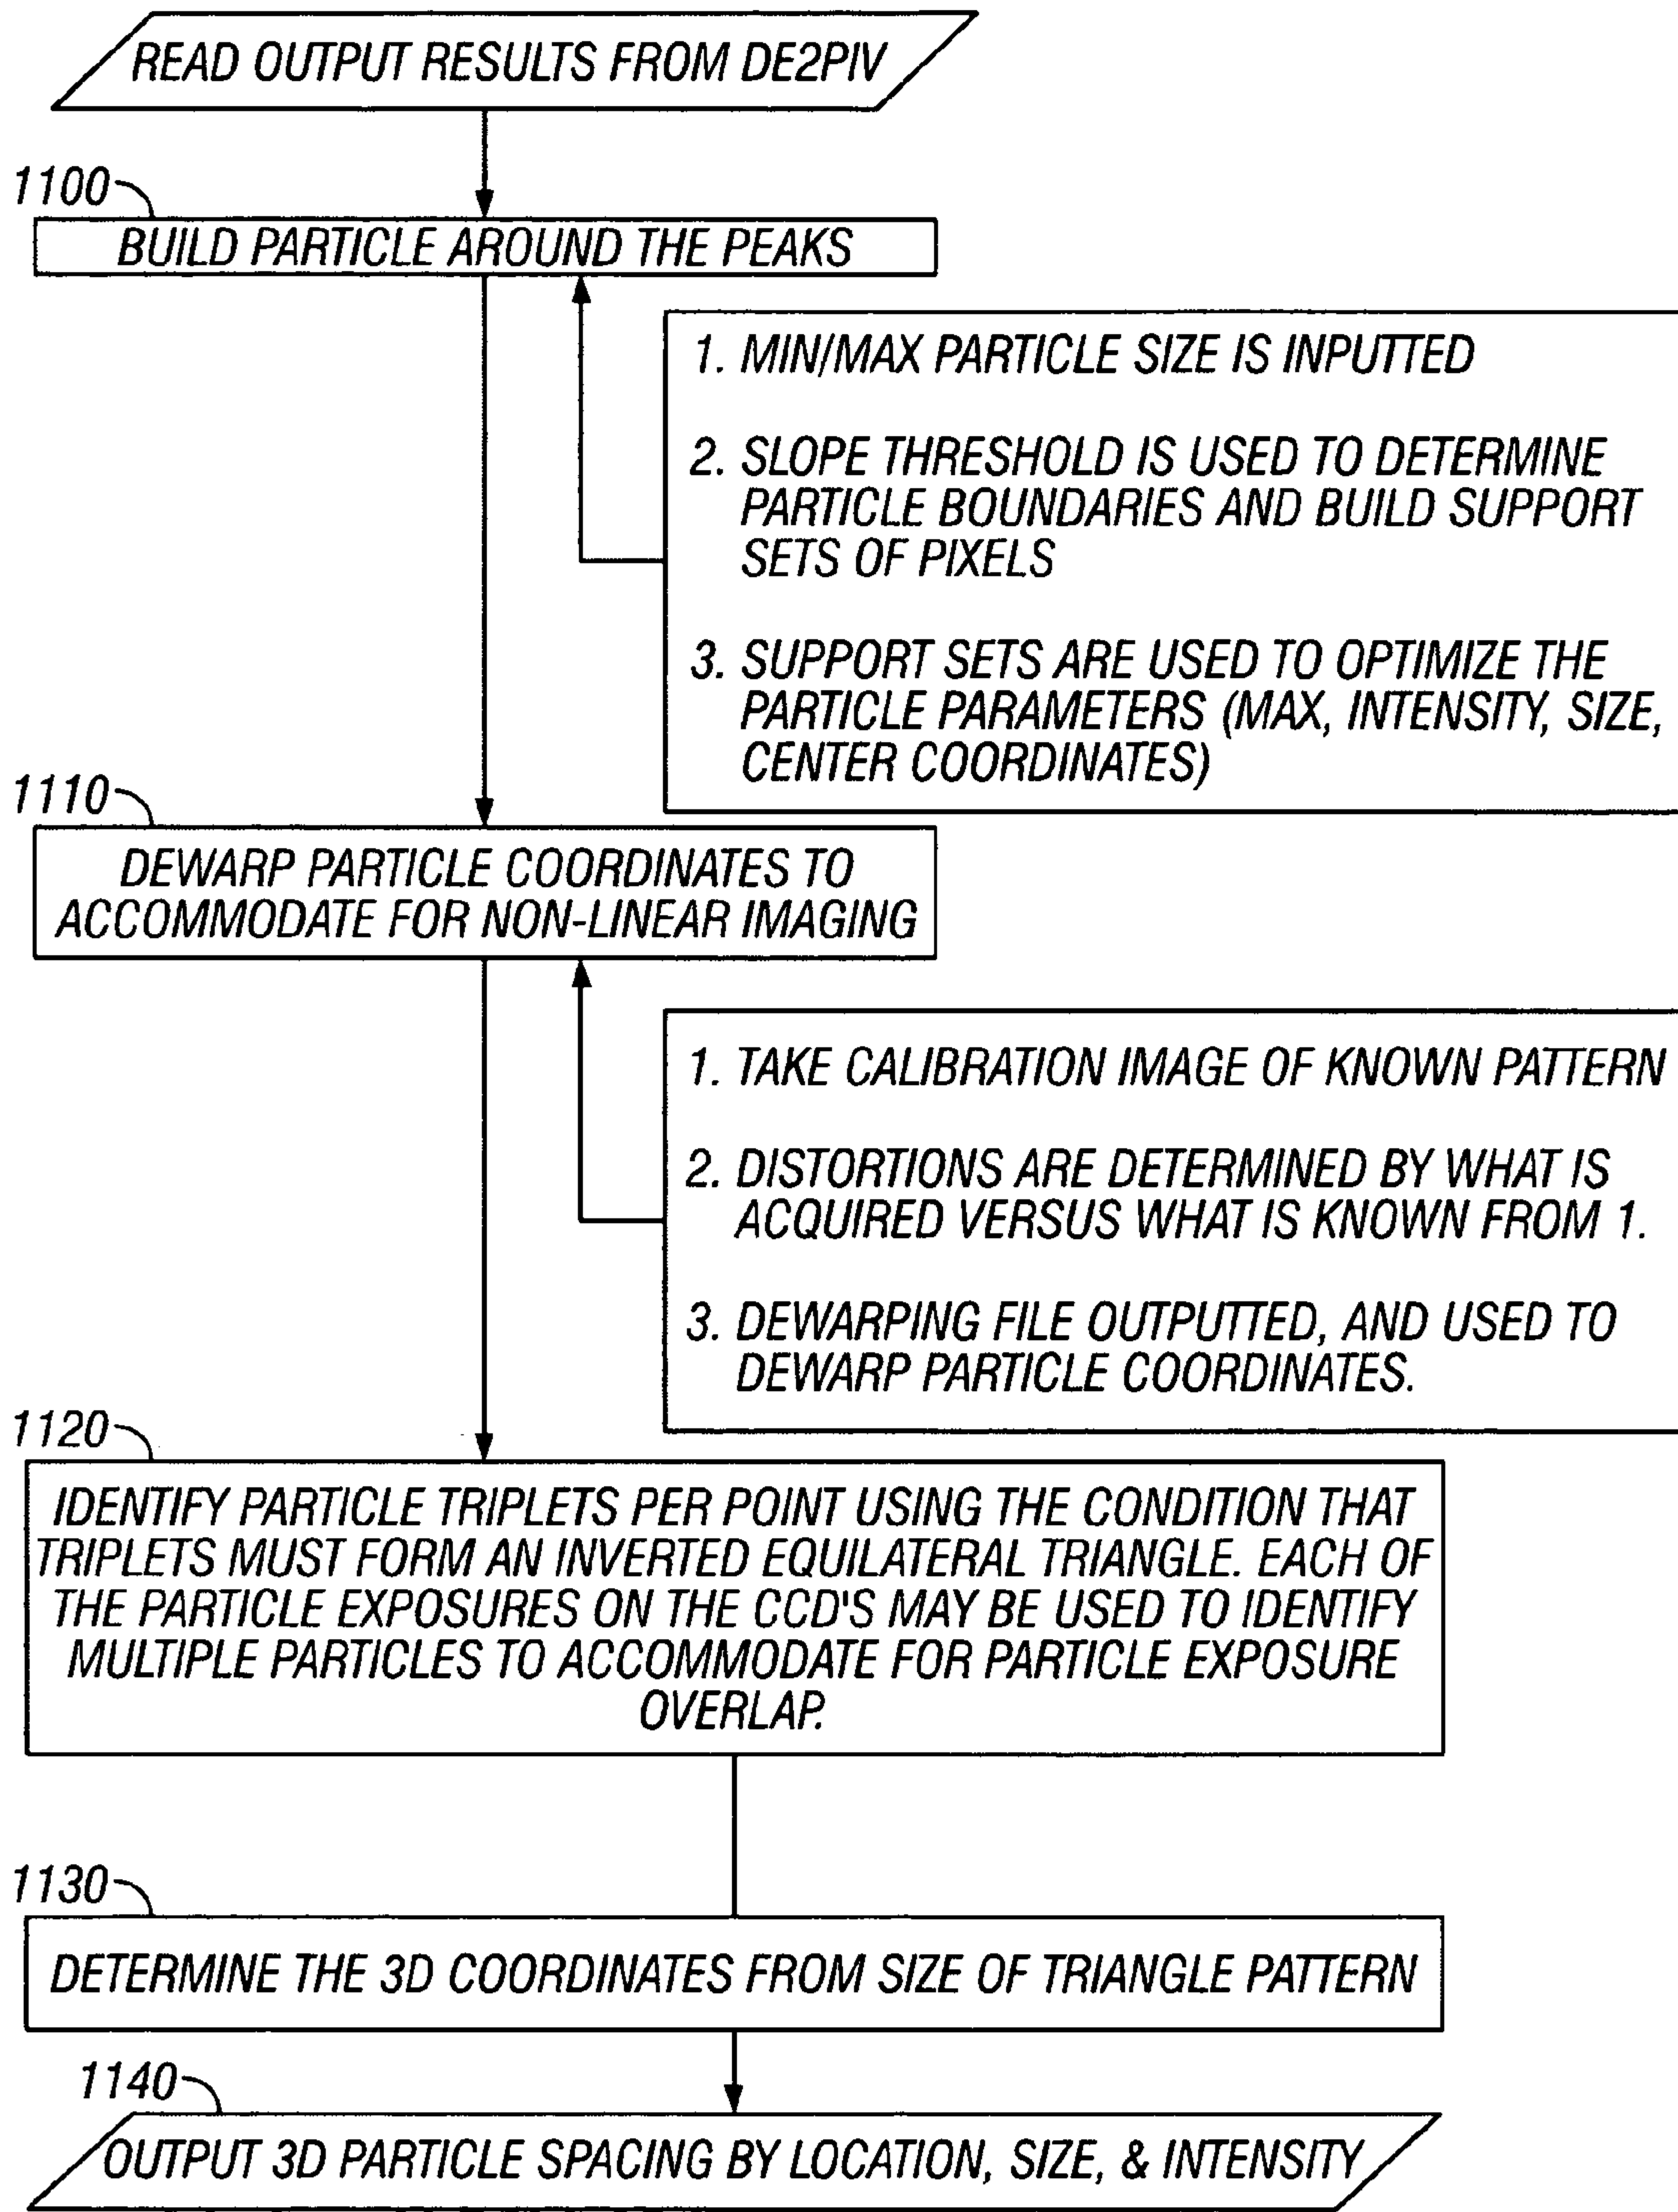 READ OUTPUT RESULTS FROM DE2PIV
1100
BUILD PARTICLE AROUND THE PEAKS
1. MIN/MAX PARTICLE SIZE IS INPUTTED
2. SLOPE THRESHOLD IS USED TO DETERMINE
PARTICLE BOUNDARIES AND BUILD SUPPORT
SETS OF PIXELS
3. SUPPORT SETS ARE USED TO OPTIMIZE THE
PARTICLE PARAMETERS (MAX, INTENSITY, SIZE,
CENTER COORDINATES)
1110
DEWARP PARTICLE COORDINATES TO
ACCOMMODATE FOR NON-LINEAR IMAGING
1. TAKE CALIBRATION IMAGE OF KNOWN PATTERN
2. DISTORTIONS ARE DETERMINED BY WHAT IS
ACQUIRED VERSUS WHAT IS KNOWN FROM 1.
3. DEWARPING FILE OUTPUTTED, AND USED TO
DEWARP PARTICLE COORDINATES.
1120
IDENTIFY PARTICLE TRIPLETS PER POINT USING THE CONDITION THAT
TRIPLETS MUST FORM AN INVERTED EQUILATERAL TRIANGLE. EACH OF
THE PARTICLE EXPOSURES ON THE CCD'S MAY BE USED TO IDENTIFY
MULTIPLE PARTICLES TO ACCOMMODATE FOR PARTICLE EXPOSURE
OVERLAP.
1130
DETERMINE THE 3D COORDINATES FROM SIZE OF TRIANGLE PATTERN
1140
OUTPUT 3D PARTICLE SPACING BY LOCATION, SIZE, & INTENSITY